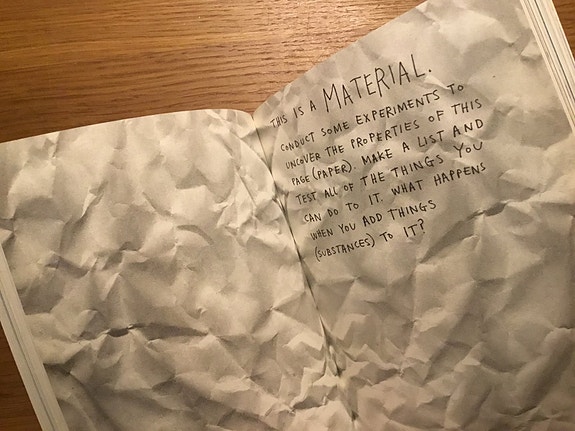 THIS IS A MATERIAL.
CONDUCT SOME EXPERIMENTS TO
UNCOVER THE PROPERTIES OF THIS
PAGE (PAPER). MAKE A LIST AND
TEST ALL OF THE THINGS YOU
CAN DO TO IT. WHAT HAPPENS
WHEN YOU ADD THINGS
(SUBSTANCES) TO IT?